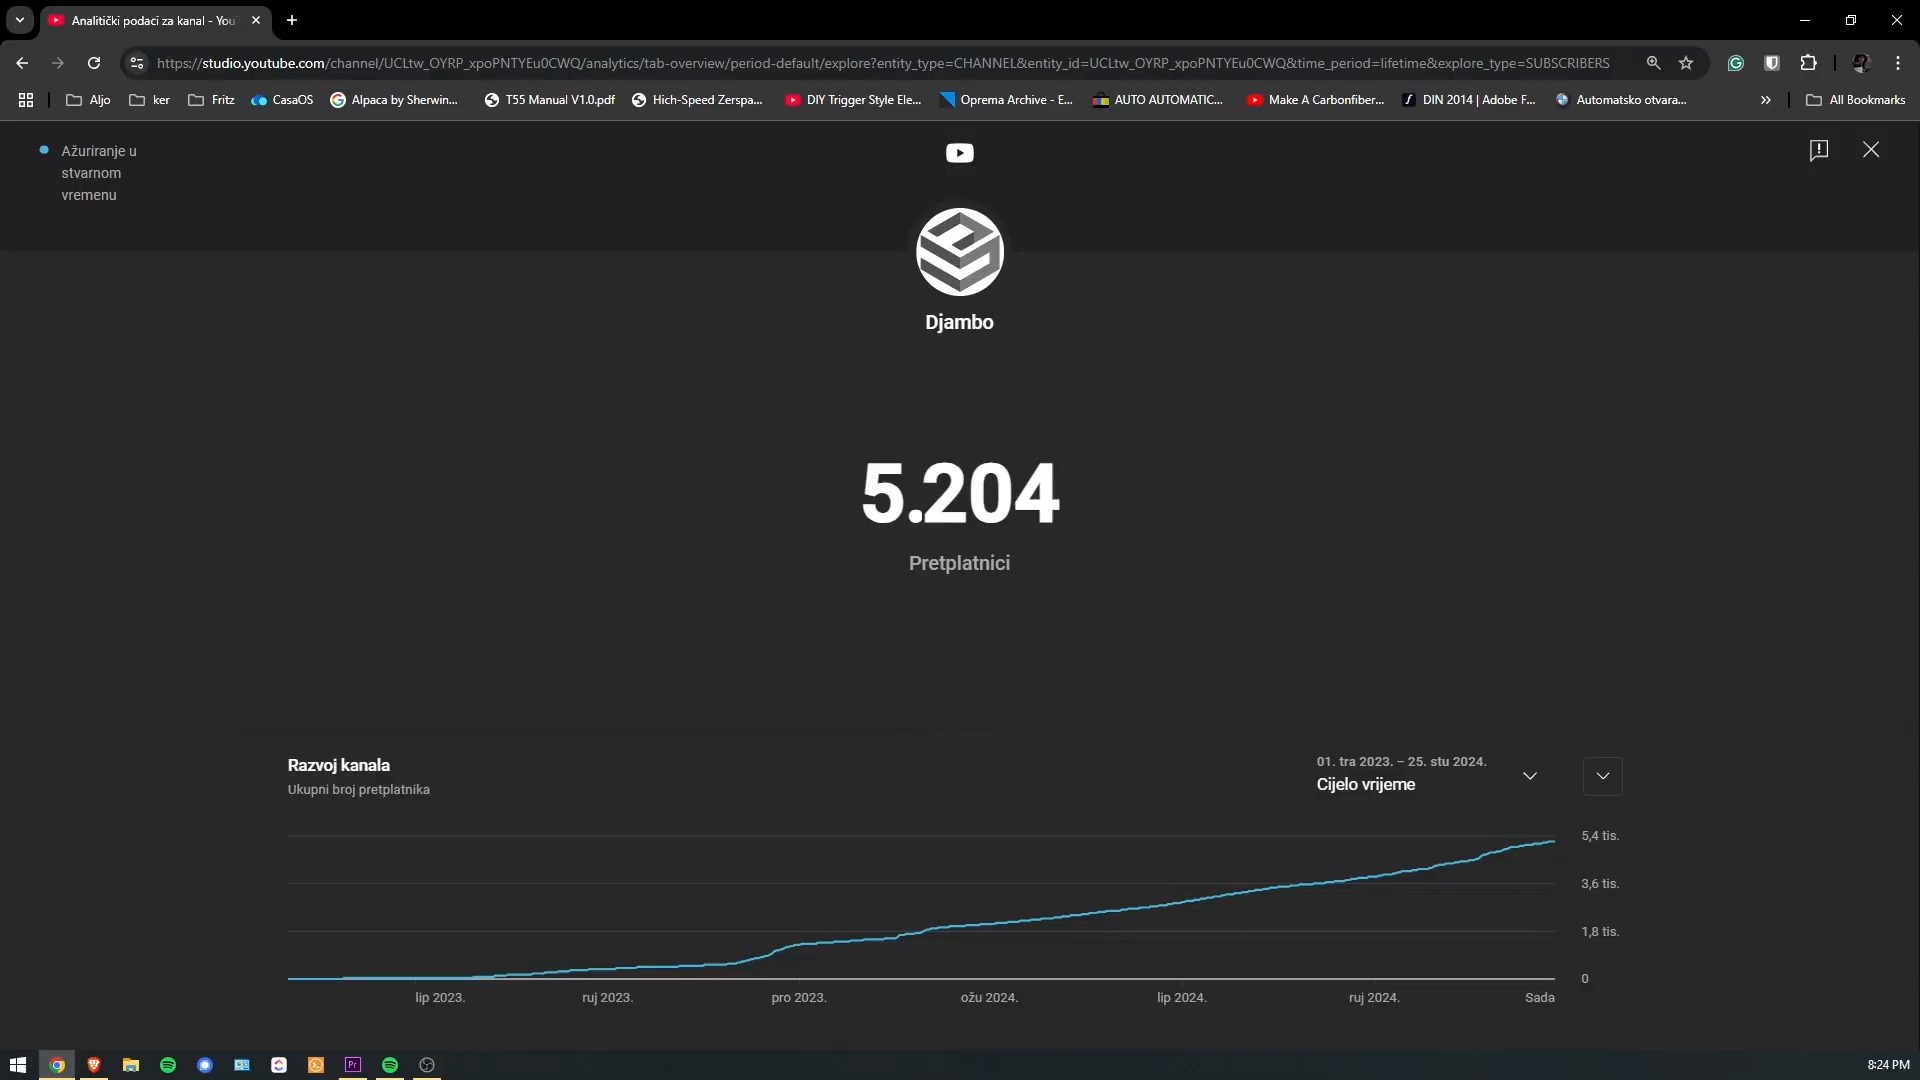 Analitički podaci za kanal - You
https://studio.youtube.com/channel/UCLtw_OYRP_xpoPNTYEu0CWQ/analytics/tab-overview/period-default/explore?entity_type=CHANNEL&entity_id=UCLtw_OYRP_xpoPNTYEu0CWQ&time_period=lifetime&explore_type=SUBSCRIBERS
Aljo ker Fritz CasaOS Alpaca by Sherwin... T55 Manual V1.0.pdf Hich-Speed Zerspa... DIY Trigger Style Ele... Oprema Archive - E... AUTO AUTOMATIC... Make A Carbonfiber... DIN 2014 | Adobe F... Automatsko otvara... All Bookmarks
Ažuriranje u
stvarnom
vremenu
Djambo
5.204
Pretplatnici
Razvoj kanala
Ukupni broj pretplatnika
01. tra 2023. – 25. stu 2024.
Cijelo vrijeme
5,4 tis.
3,6 tis.
1,8 tis.
0
lip 2023. ruj 2023. pro 2023. ožu 2024. lip 2024. ruj 2024. Sada
Pr
8:24 PM